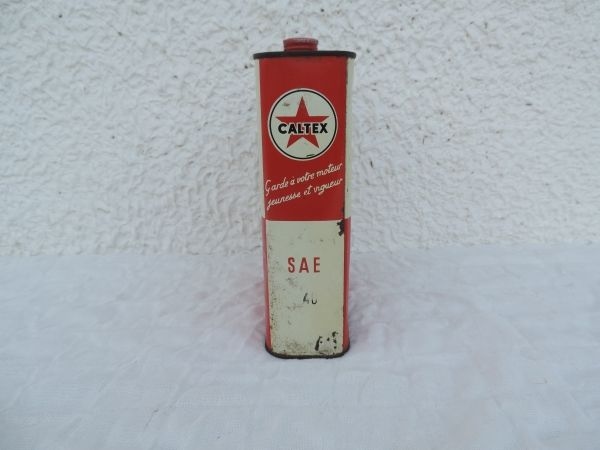 CALTEX
Garde à votre moteur
jeunesse et vigueur
SAE
40